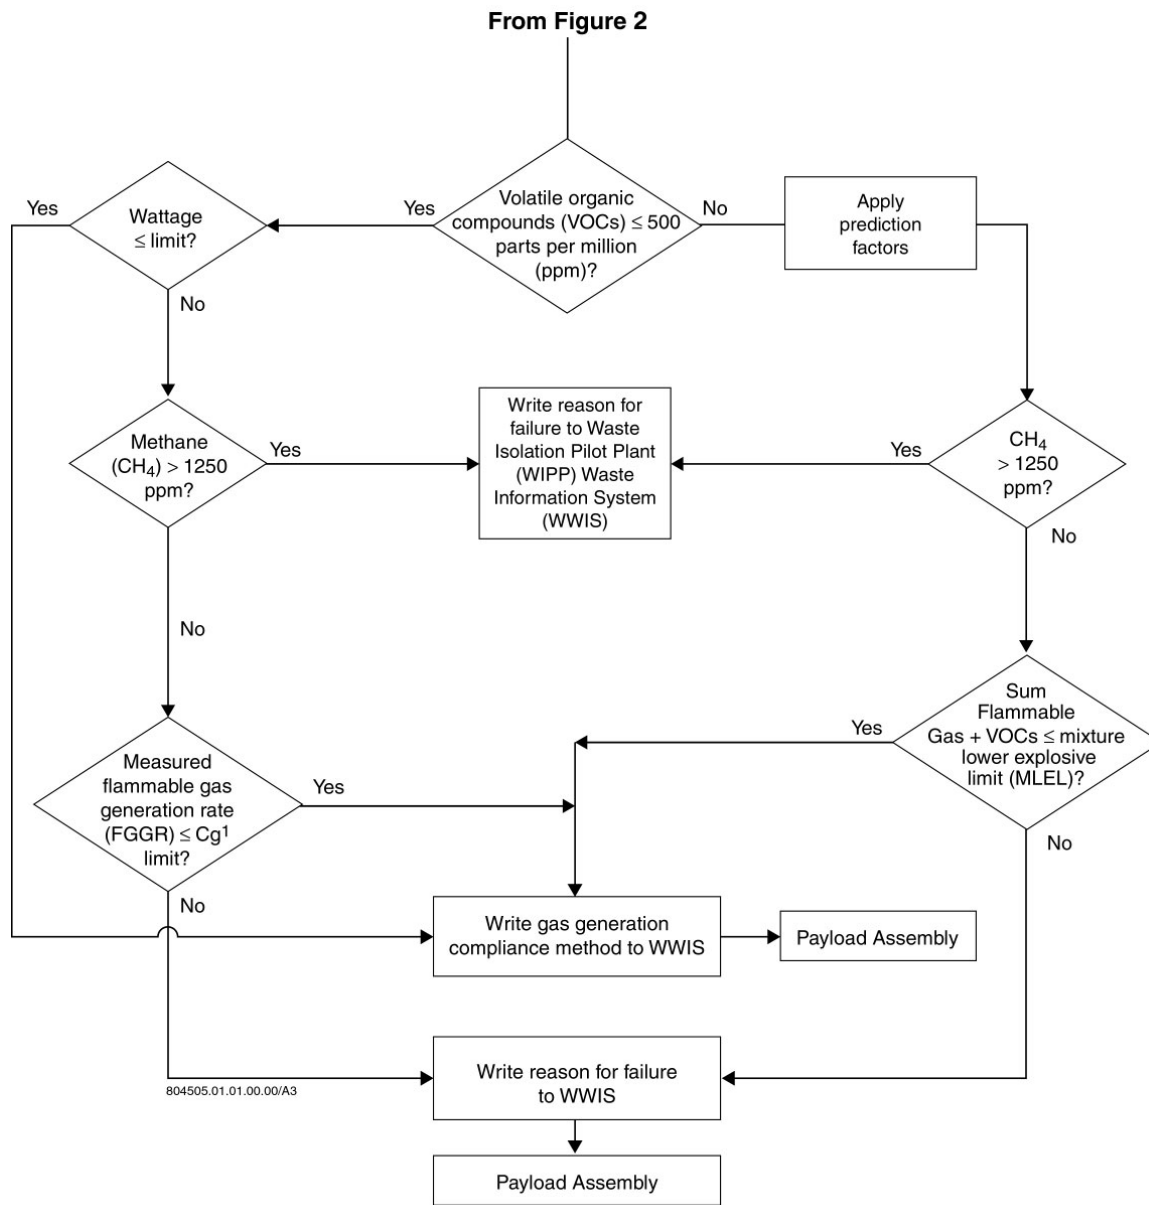 From Figure 2
Yes
Wattage
≤ limit?
Yes
Volatile organic
compounds (VOCs) ≤ 500
parts per million
(ppm)?
No
Apply
prediction
factors
No
Methane
(CH4) > 1250
ppm?
Yes
Write reason for
failure to Waste
Isolation Pilot Plant
(WIPP) Waste
Information System
(WWIS)
Yes
CH4
> 1250
ppm?
No
No
Sum
Flammable
Gas + VOCs ≤ mixture
lower explosive
limit (MLEL)?
Yes
No
Measured
flammable gas
generation rate
(FGGR) ≤ Cg1
limit?
Yes
No
Write gas generation
compliance method to WWIS
Payload Assembly
804505.01.01.00.00/A3
Write reason for failure
to WWIS
Payload Assembly